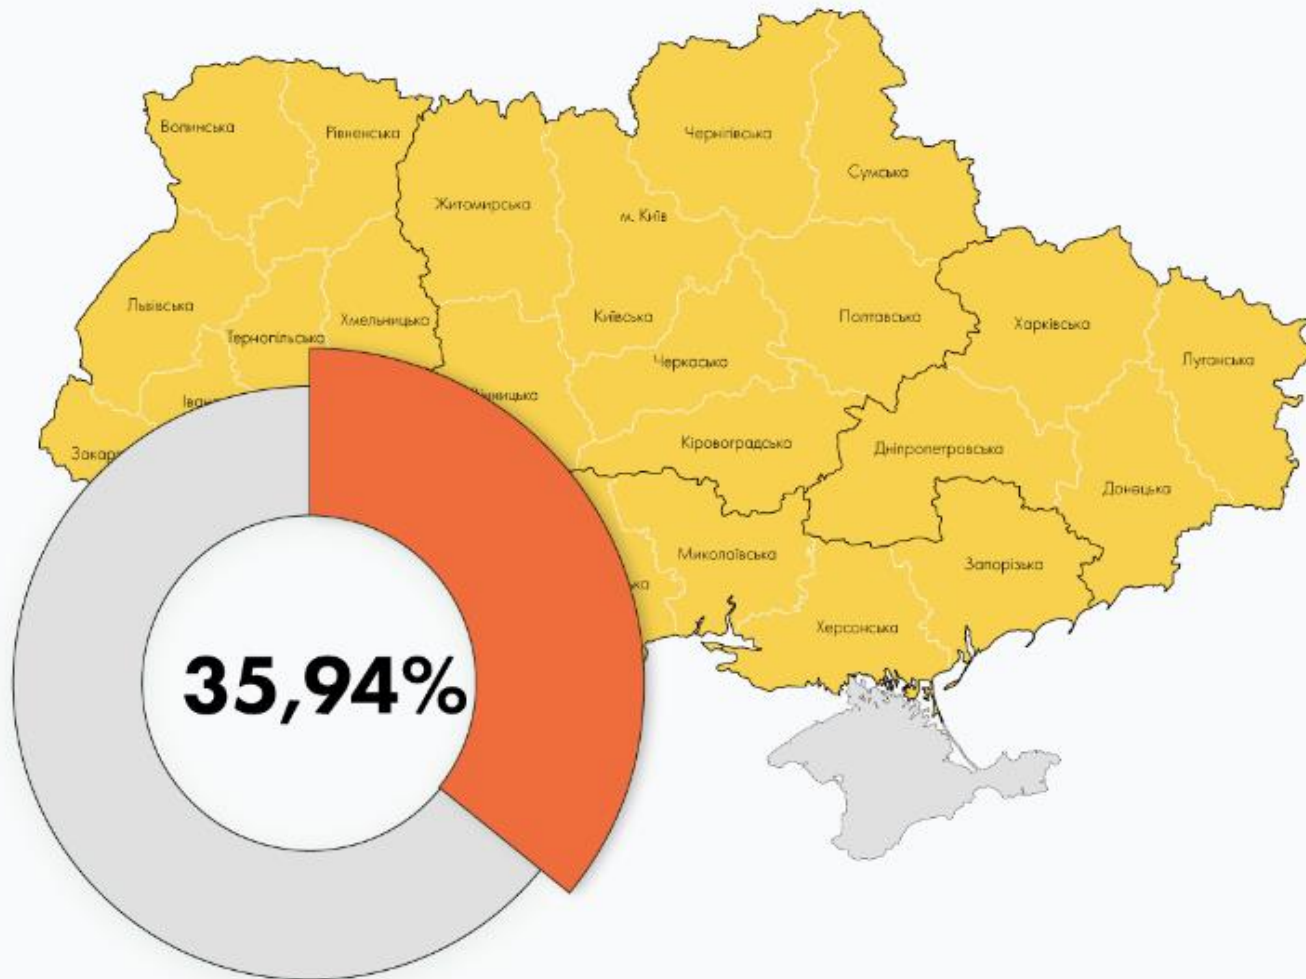 Чернігівська
Волинська
Рівненська
Сумська
Житомирська
м. Київ
Львівська
Хмельницька
Київська
Полтавська
Харківська
Тернопільська
Черкаська
Луганська
Кіровоградська
Дніпропетровська
Донецька
Миколаївська
Запорізька
Херсонська
35,94%